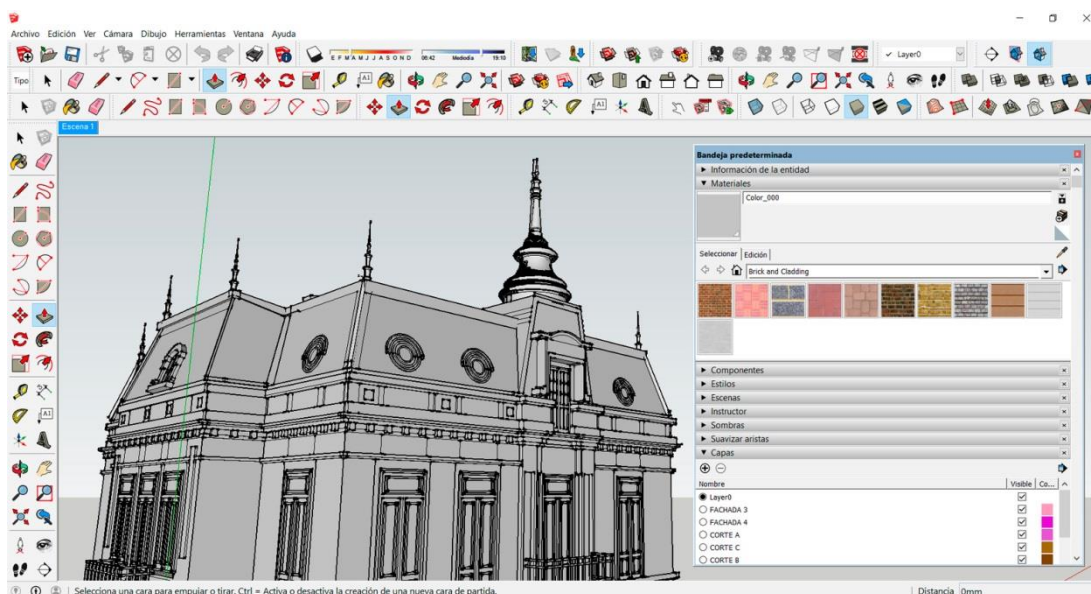 Archivo Edición Ver Cámara Dibujo Herramientas Ventana Ayuda
E F M A M J J A S O N D 06:42 Mediodía 19:10
Layer0
Tipo
Escena 1
Bandeja predeterminada
Información de la entidad
Materiales
Color_000
Seleccionar Edición
Brick and Cladding
Componentes
Estilos
Escenas
Instructor
Sombras
Suavizar aristas
Capas
Nombre Visible Co...
Layer0
FACHADA 3
FACHADA 4
CORTE A
CORTE C
CORTE B
Selecciona una cara para empujar o tirar. Ctrl = Activa o desactiva la creación de una nueva cara de partida.
Distancia 0mm